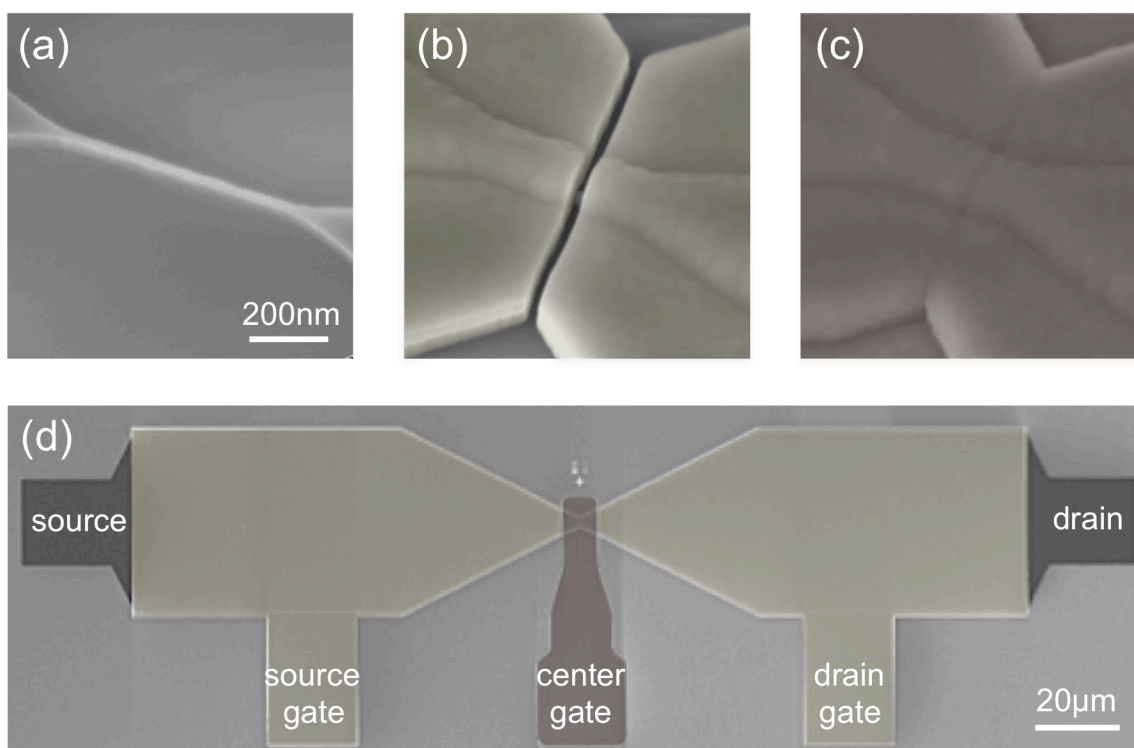 (a)
(b)
(c)
200nm
(d)
source
drain
source
gate
center
gate
drain
gate
20µm